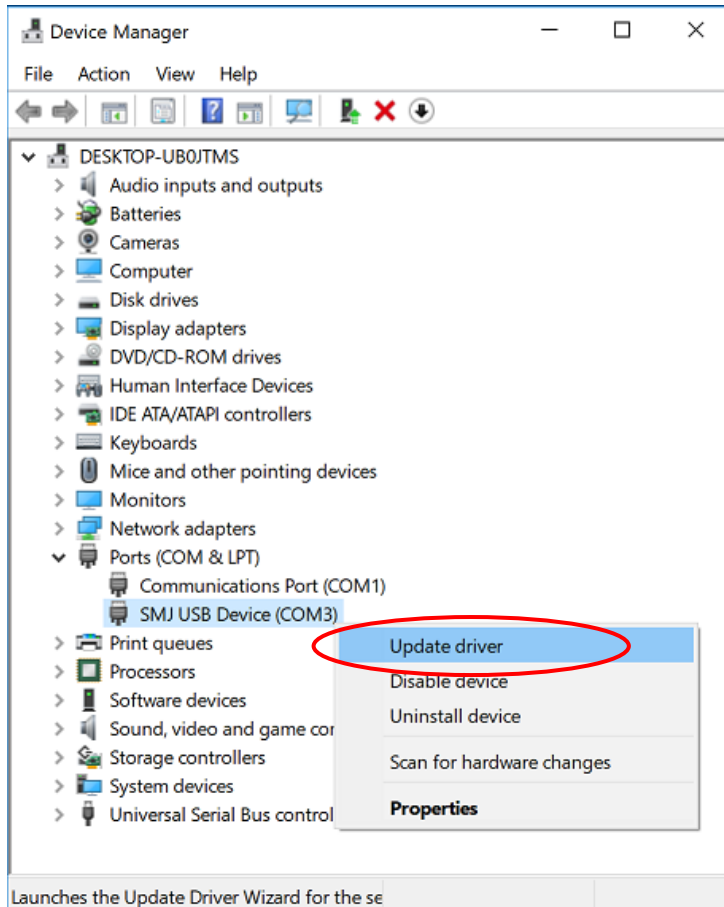 Device Manager
File Action View Help
DESKTOP-UB0JTMS
Audio inputs and outputs
Batteries
Cameras
Computer
Disk drives
Display adapters
DVD/CD-ROM drives
Human Interface Devices
IDE ATA/ATAPI controllers
Keyboards
Mice and other pointing devices
Monitors
Network adapters
Ports (COM & LPT)
Communications Port (COM1)
SMJ USB Device (COM3)
Print queues
Processors
Software devices
Sound, video and game cor
Storage controllers
System devices
Universal Serial Bus control
Update driver
Disable device
Uninstall device
Scan for hardware changes
Properties
Launches the Update Driver Wizard for the se